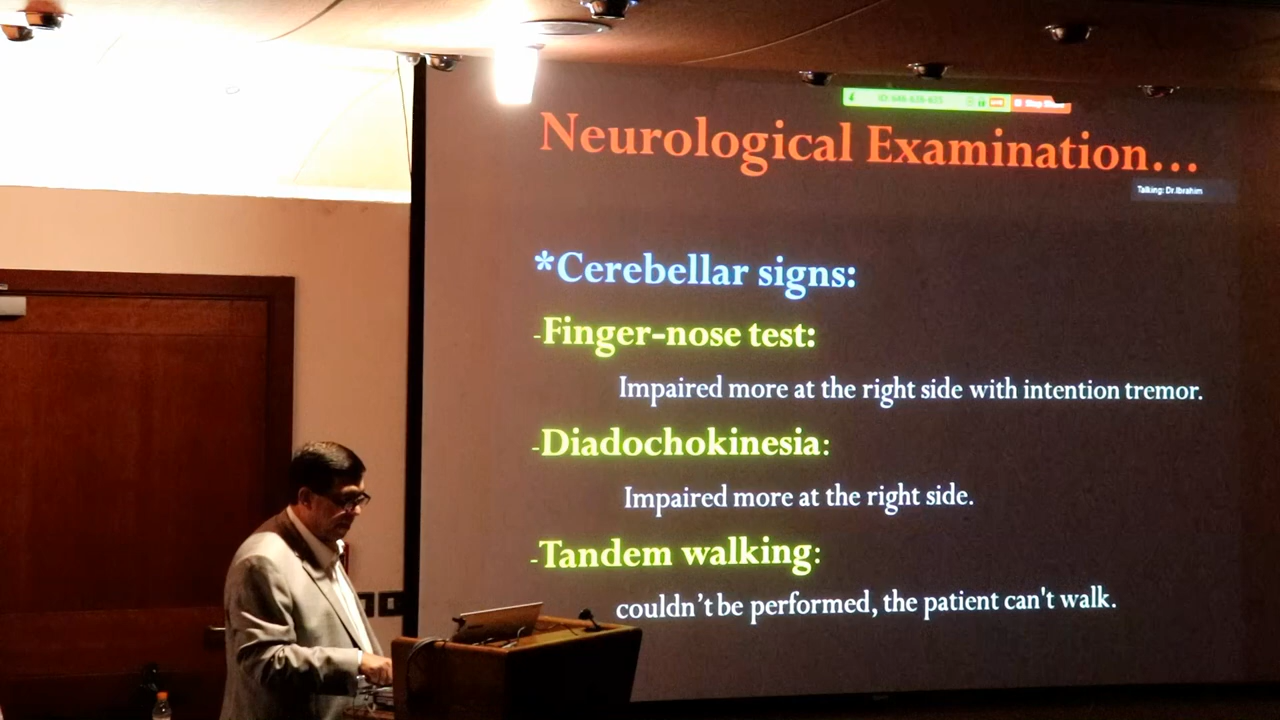 Neurological Examination...
Talking: Dr.Ibrahim
*Cerebellar signs:
-Finger-nose test:
Impaired more at the right side with intention tremor.
-Diadochokinesia:
Impaired more at the right side.
-Tandem walking:
couldn't be performed, the patient can't walk.